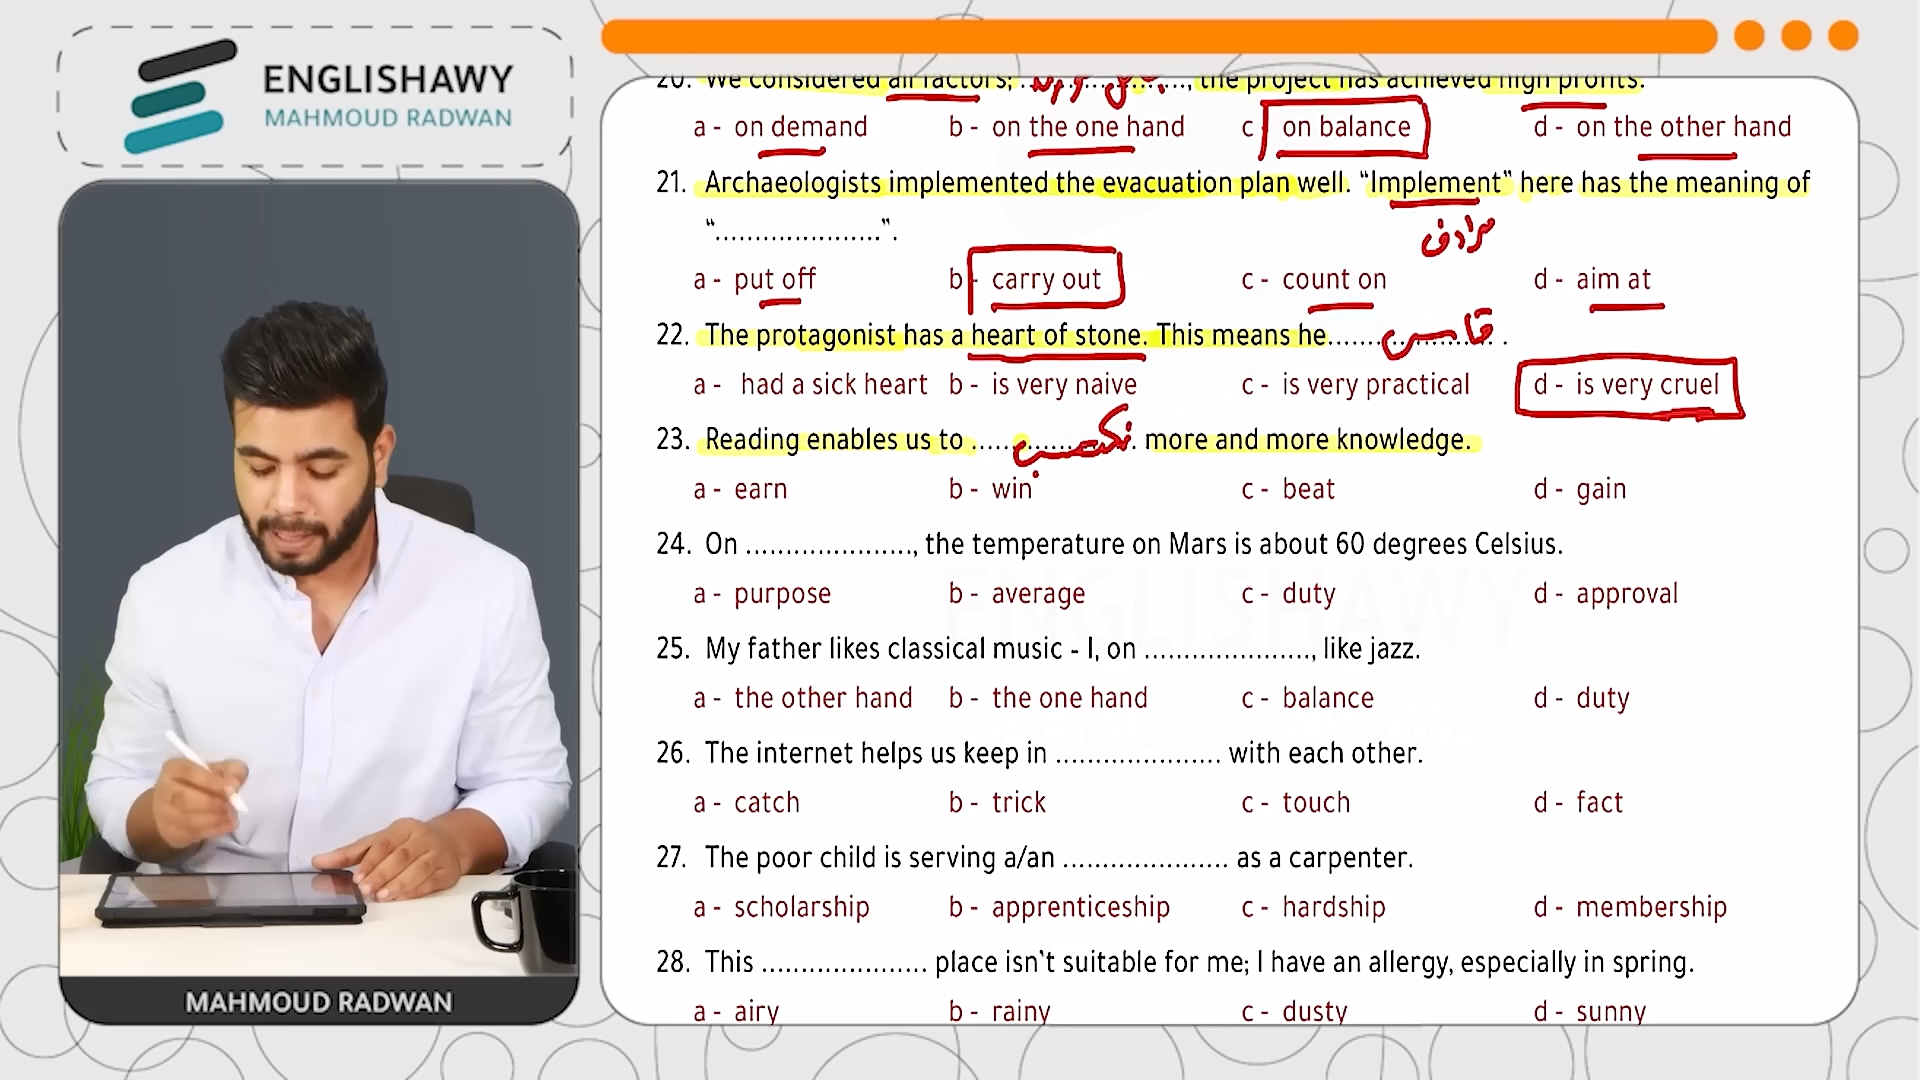 ENGLISHAWY
MAHMOUD RADWAN
20. We considered all factors; ...................., the project has achieved high profits.
a - on demand b - on the one hand c on balance d - on the other hand
21. Archaeologists implemented the evacuation plan well. “Implement” here has the meaning of
“.....................”.
مرادف
a - put off b - carry out c - count on d - aim at
22. The protagonist has a heart of stone. This means he..................... .
قاسى
a - had a sick heart b - is very naive c - is very practical d - is very cruel
23. Reading enables us to ..................... more and more knowledge.
نكتسب
a - earn b - win c - beat d - gain
24. On ....................., the temperature on Mars is about 60 degrees Celsius.
a - purpose b - average c - duty d - approval
25. My father likes classical music - I, on ....................., like jazz.
a - the other hand b - the one hand c - balance d - duty
26. The internet helps us keep in ..................... with each other.
a - catch b - trick c - touch d - fact
27. The poor child is serving a/an ..................... as a carpenter.
a - scholarship b - apprenticeship c - hardship d - membership
28. This ..................... place isn't suitable for me; I have an allergy, especially in spring.
a - airy b - rainy c - dusty d - sunny
MAHMOUD RADWAN